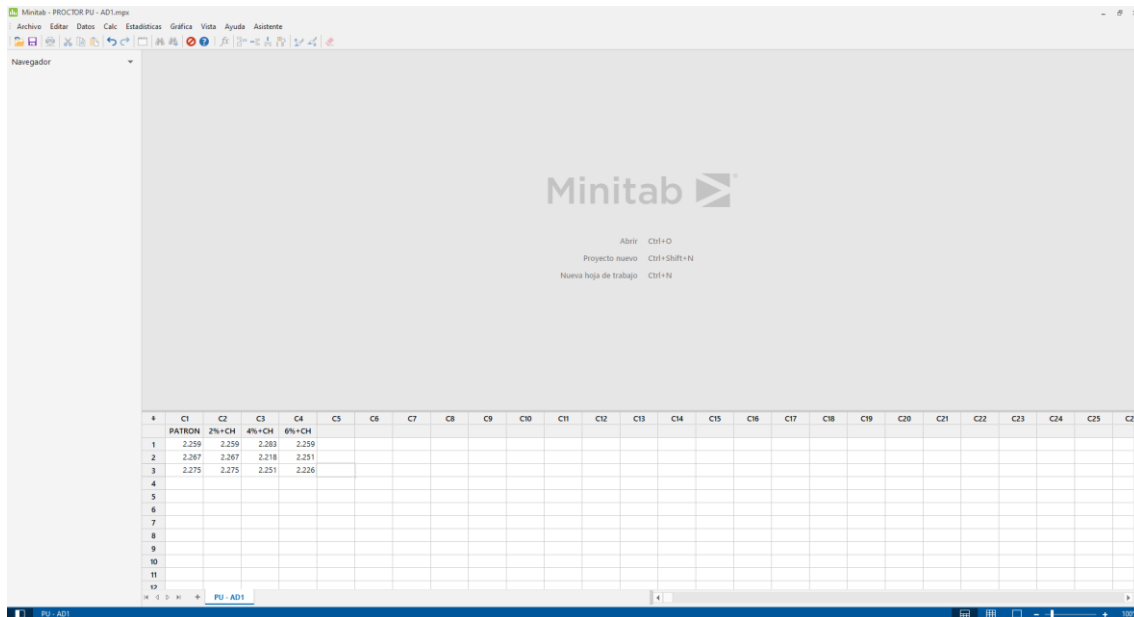 Minitab - PROCTOR PU - AD1.mpx
Archivo Editar Datos Calc Estadísticas Gráfica Vista Ayuda Asistente
Navegador
Minitab
Abrir Ctrl+O
Proyecto nuevo Ctrl+Shift+N
Nueva hoja de trabajo Ctrl+N
C1 C2 C3 C4 C5 C6 C7 C8 C9 C10 C11 C12 C13 C14 C15 C16 C17 C18 C19 C20 C21 C22 C23 C24 C25
PATRON 2%+CH 4%+CH 6%+CH
1 2.259 2.259 2.283 2.259
2 2.267 2.267 2.218 2.251
3 2.275 2.275 2.251 2.226
4
5
6
7
8
9
10
11
12
PU - AD1
PU - AD1